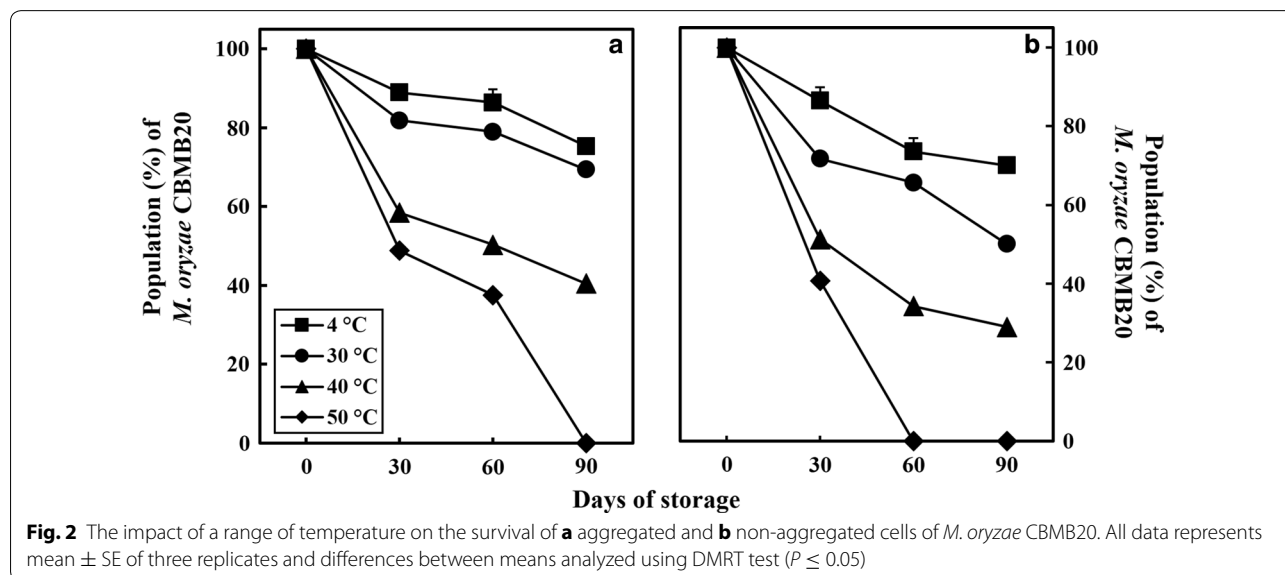 a
b
Population (%) of
M. oryzae CBMB20
100
80
60
40
20
0
4 °C
30 °C
40 °C
50 °C
0 30 60 90
0 30 60 90
100
80
60
40
20
0
Population (%) of
M. oryzae CBMB20
Days of storage
Fig. 2 The impact of a range of temperature on the survival of a aggregated and b non-aggregated cells of M. oryzae CBMB20. All data represents
mean ± SE of three replicates and differences between means analyzed using DMRT test (P ≤ 0.05)